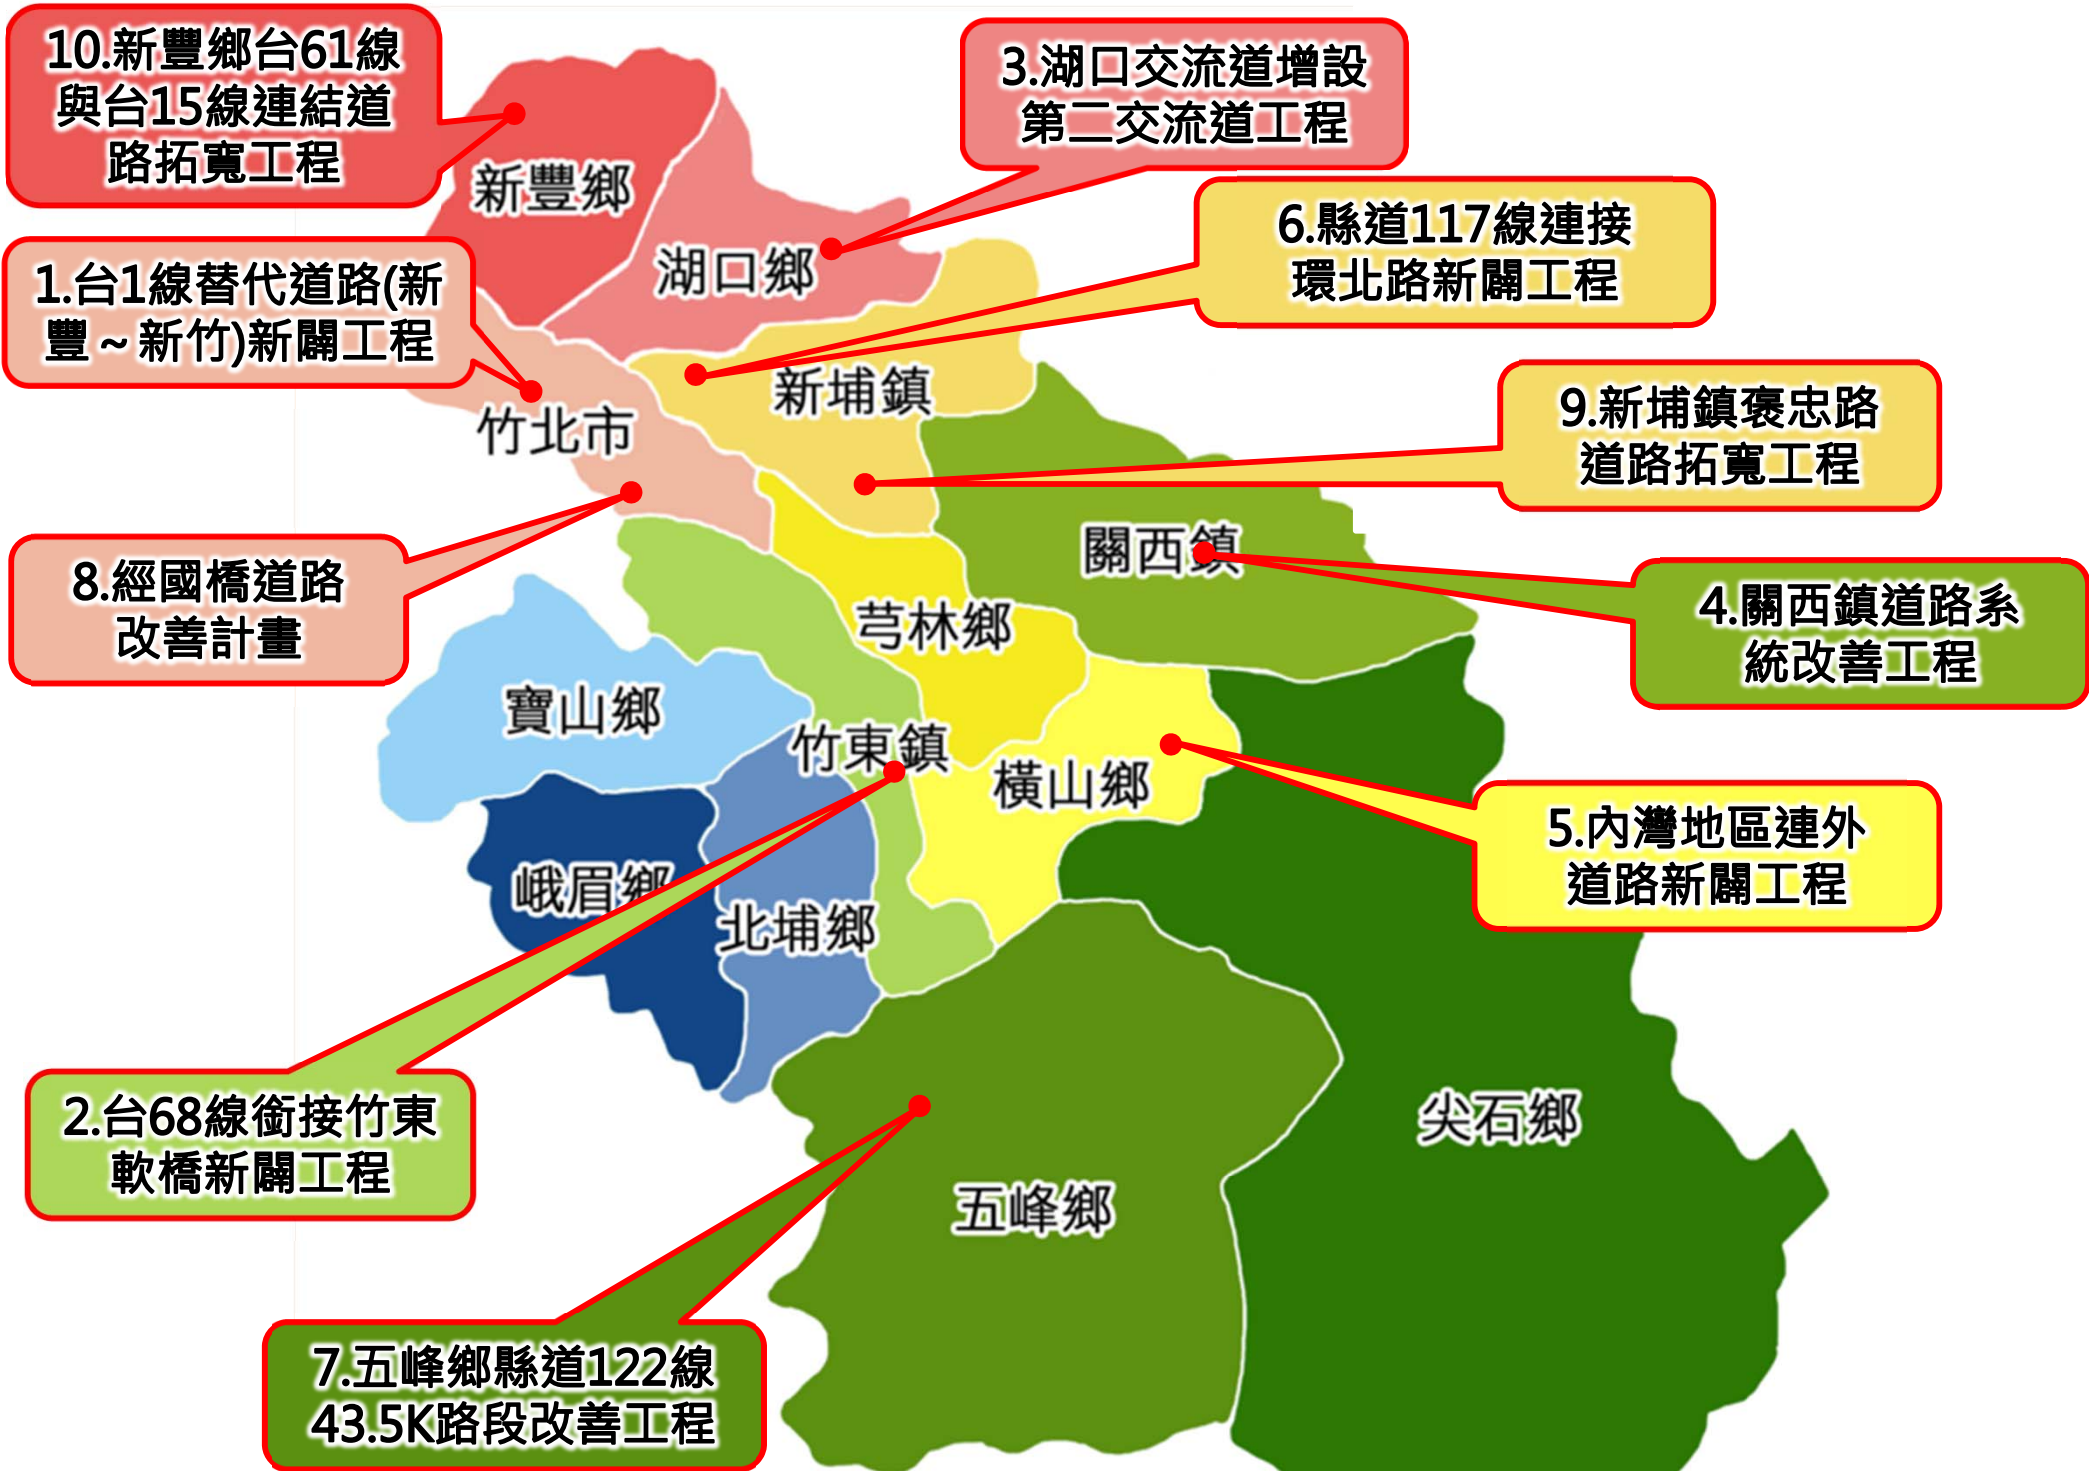 10.新豐鄉台61線
與台15線連結道
路拓寬工程
3.湖口交流道增設
第二交流道工程
新豐鄉
6.縣道117線連接
環北路新闢工程
湖口鄉
1.台1線替代道路(新
豐～新竹)新闢工程
新埔鎮
9.新埔鎮褒忠路
道路拓寬工程
竹北市
關西鎮
8.經國橋道路
改善計畫
4.關西鎮道路系
統改善工程
芎林鄉
寶山鄉
竹東鎮
橫山鄉
5.內灣地區連外
道路新闢工程
峨眉鄉
北埔鄉
2.台68線銜接竹東
軟橋新闢工程
尖石鄉
五峰鄉
7.五峰鄉縣道122線
43.5K路段改善工程